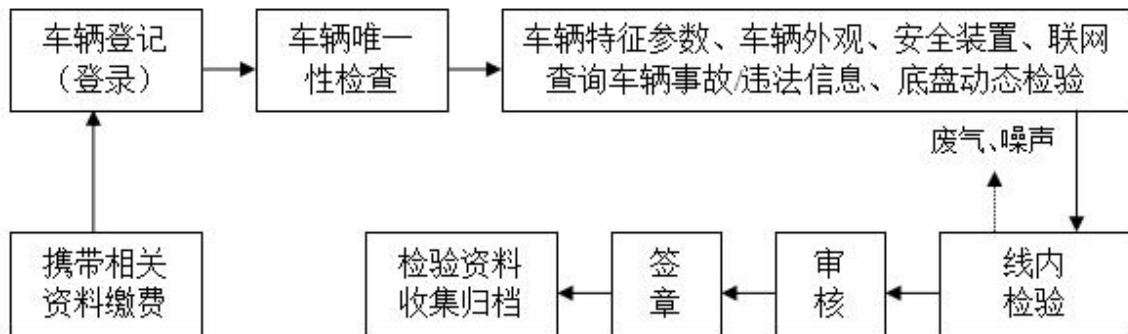 车辆登记
（登录）
车辆唯一
性检查
车辆特征参数、车辆外观、安全装置、联网
查询车辆事故/违法信息、底盘动态检验
废气、噪声
携带相关
资料缴费
检验资料
收集归档
签
章
审
核
线内
检验